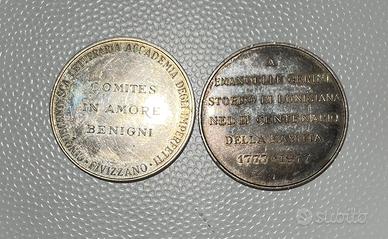 ACCADEMIA DEGLI IMPERFETTI
FIVIZZANO
COMITES
IN AMORE
BENIGNI
A
EMANUELE GERINI
STORICO DI LUNIGIANA
NEL II CENTENARIO
DELLA NASCITA
1777-1977
subito.it